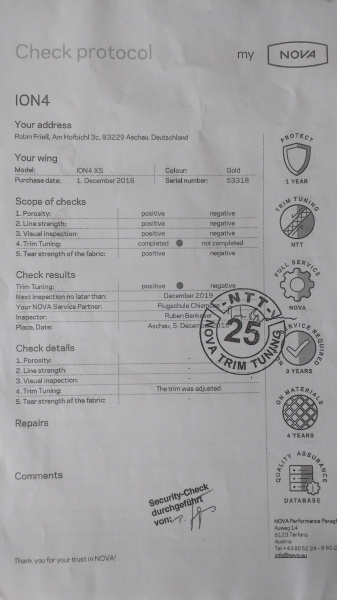 Check protocol
my NOVA
ION4
Your address
Robin Frieß, Am Hofbichl 3c, 83229 Aschau, Deutschland
Your wing
Model: ION4 XS Colour: Gold
Purchase date: 1. December 2016 Serial number: 53318
Scope of checks
1. Porosity: positive negative
2. Line strength: positive negative
3. Visual inspection: positive negative
4. Trim Tuning: completed not completed
5. Tear strength of the fabric: positive negative
Check results
Trim Tuning: positive negative
Next inspection no later than: December 2019
Your NOVA Service Partner: Flugschule
Inspector: Ruben
Place, Date: Aschau, 5. December
Check details
1. Porosity: -
2. Line strength: -
3. Visual inspection: -
4. Trim Tuning: The trim was adjusted.
5. Tear strength of the fabric:
Repairs
Comments
Thank you for your trust in NOVA!
PROTECT
1 YEAR
TRIM TUNING
NTT
FULL SERVICE
NOVA
SERVICE REQUIRED
3 YEARS
ON MATERIALS
4 YEARS
QUALITY ASSURANCE
DATABASE
NTT
25
NOVA TRIM TUNING
Security-Check
durchgeführt
von:
NOVA Performance
Auweg 14
6123 Terfens
Austria
info@nova.eu